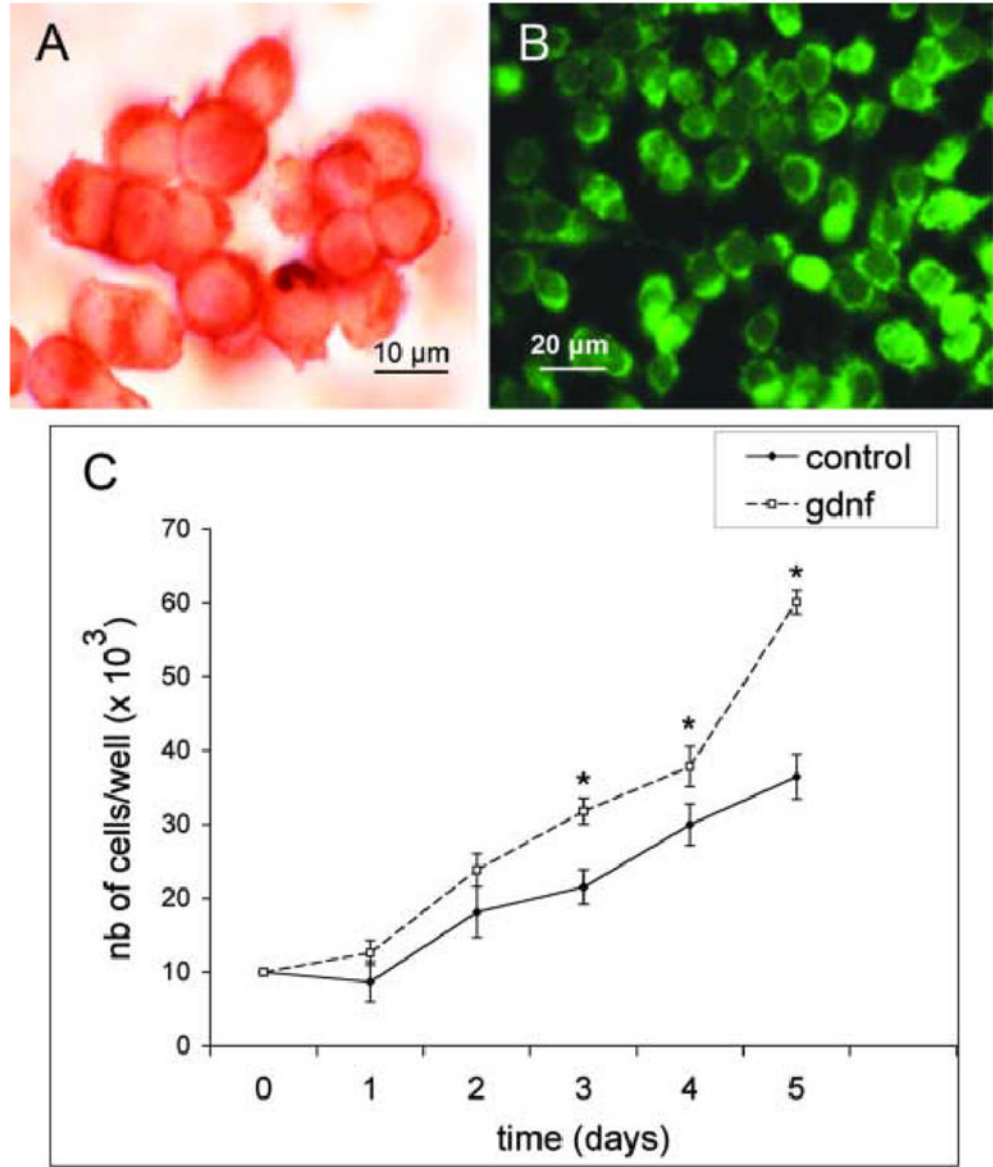 A
B
10 µm
20 µm
C
control
gdnf
70
60
50
40
30
20
10
0
nb of cells/well (x 10³)
*
*
*
0 1 2 3 4 5
time (days)